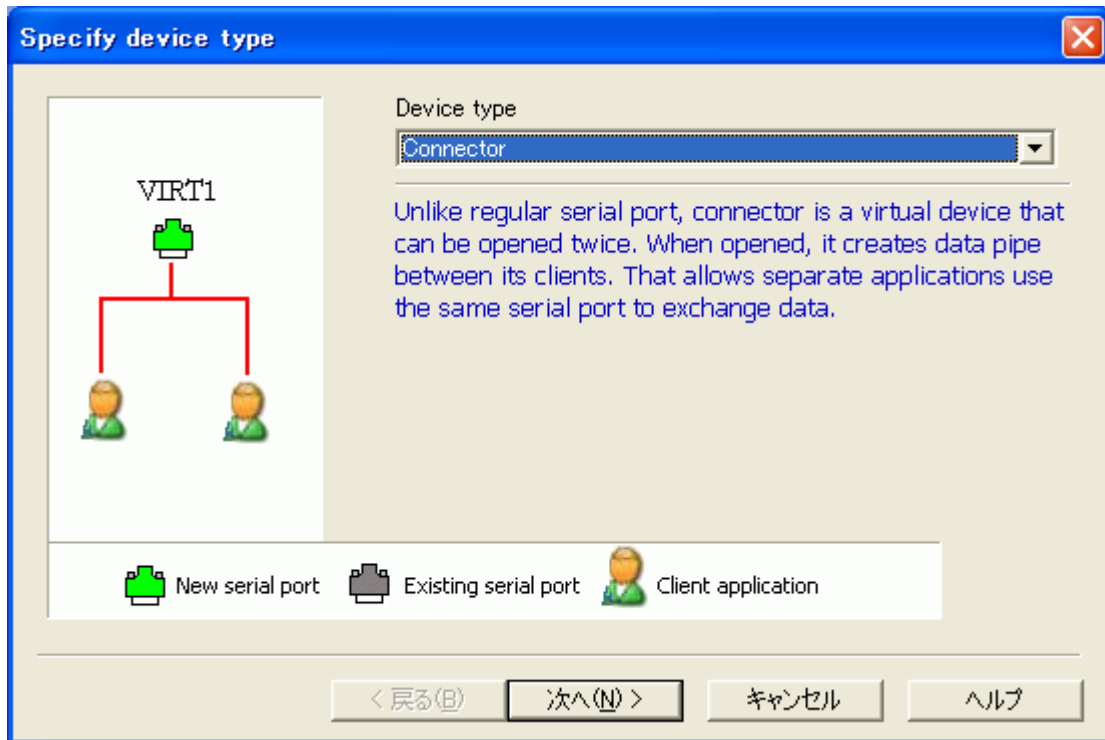 Specify device type
Device type
Connector
VIRT1
Unlike regular serial port, connector is a virtual device that
can be opened twice. When opened, it creates data pipe
between its clients. That allows separate applications use
the same serial port to exchange data.
New serial port Existing serial port Client application
< 戻る(B) 次へ(N) > キャンセル ヘルプ